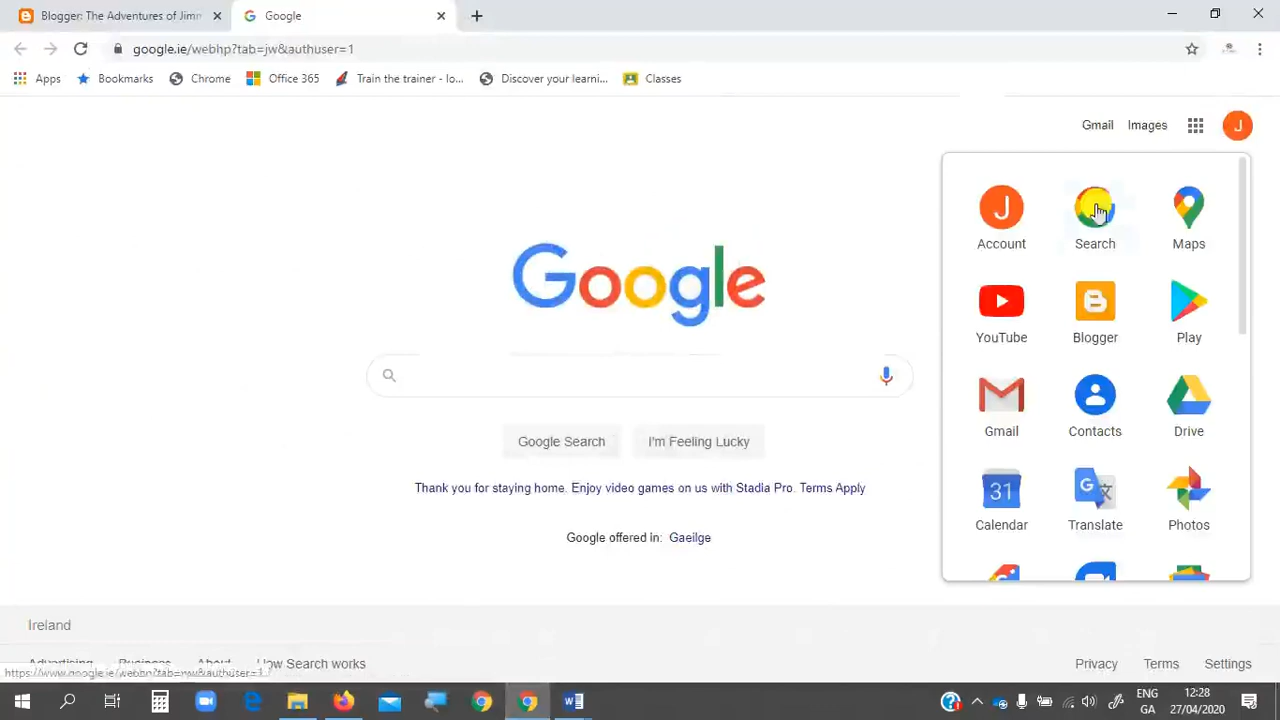 Blogger: The Adventures of Jimm
Google
google.ie/webhp?tab=jw&authuser=1
Apps Bookmarks Chrome Office 365 Train the trainer - lo... Discover your learni... Classes
Gmail Images J
J
Account Search Maps
YouTube Blogger Play
Gmail Contacts Drive
31 G
Calendar Translate Photos
Google
Google Search I'm Feeling Lucky
Thank you for staying home. Enjoy video games on us with Stadia Pro. Terms Apply
Google offered in: Gaeilge
Ireland
Advertising Business About How Search works Privacy Terms Settings
ENG 12:28
GA 27/04/2020